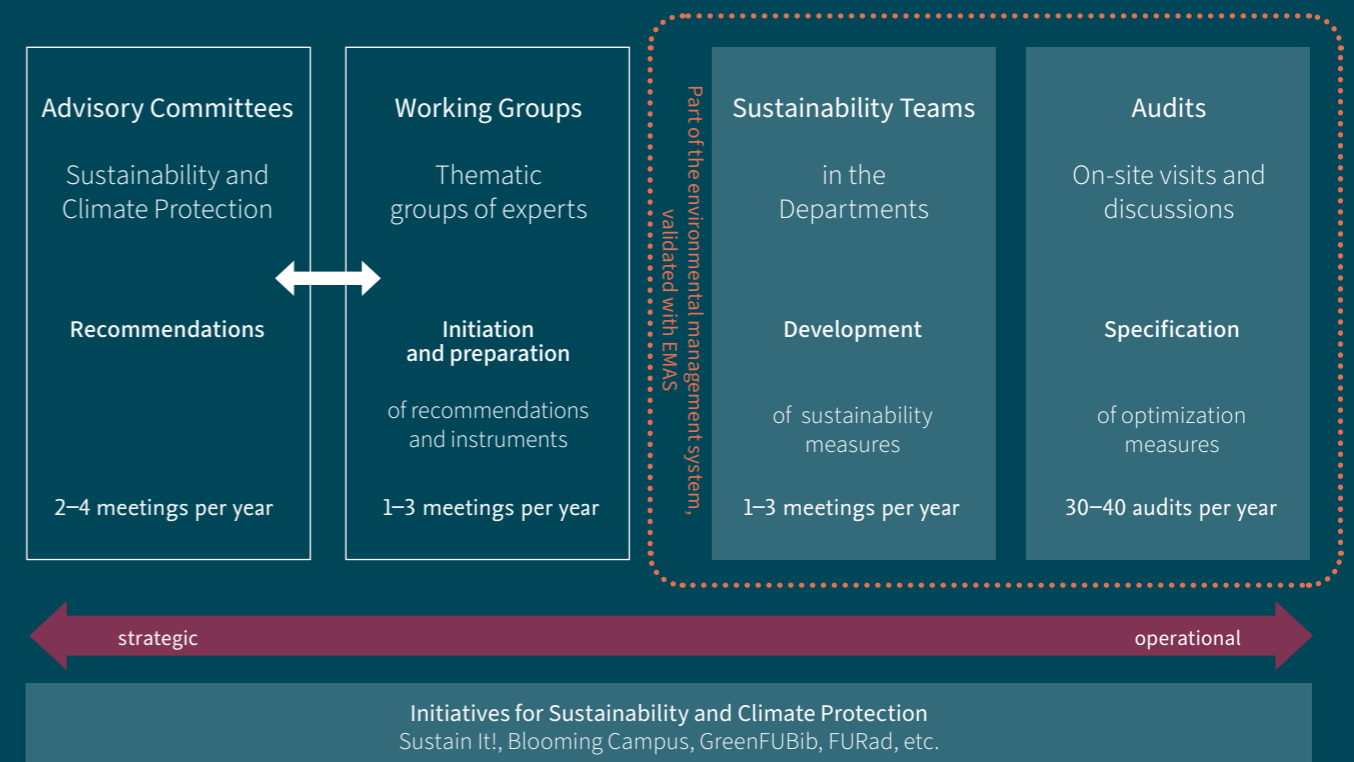 Advisory Committees
Sustainability and
Climate Protection
Recommendations
2–4 meetings per year
Working Groups
Thematic
groups of experts
Initiation
and preparation
of recommendations
and instruments
1–3 meetings per year
Part of the environmental management system,
validated with EMAS
Sustainability Teams
in the
Departments
Development
of sustainability
measures
1–3 meetings per year
Audits
On-site visits and
discussions
Specification
of optimization
measures
30–40 audits per year
strategic
operational
Initiatives for Sustainability and Climate Protection
Sustain It!, Blooming Campus, GreenFUBib, FURad, etc.